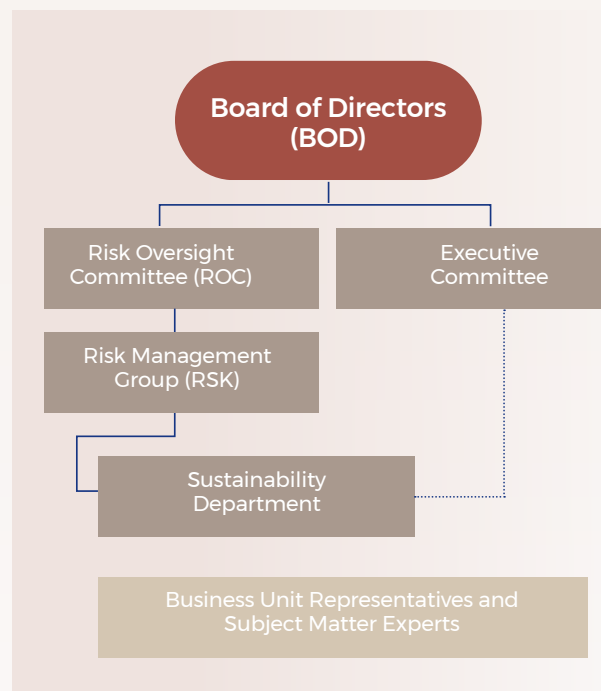 Board of Directors
(BOD)
Risk Oversight
Committee (ROC)
Executive
Committee
Risk Management
Group (RSK)
Sustainability
Department
Business Unit Representatives and
Subject Matter Experts